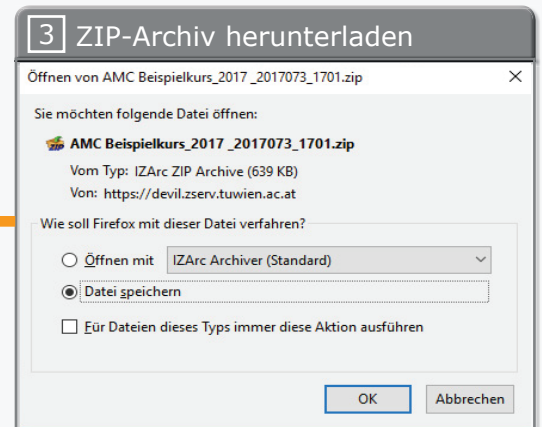 3 ZIP-Archiv herunterladen
Öffnen von AMC Beispielkurs_2017 _2017073_1701.zip
Sie möchten folgende Datei öffnen:
AMC Beispielkurs_2017 _2017073_1701.zip
Vom Typ: IZArc ZIP Archive (639 KB)
Von: https://devil.zserv.tuwien.ac.at
Wie soll Firefox mit dieser Datei verfahren?
Öffnen mit IZArc Archiver (Standard)
Datei speichern
Für Dateien dieses Typs immer diese Aktion ausführen
OK Abbrechen